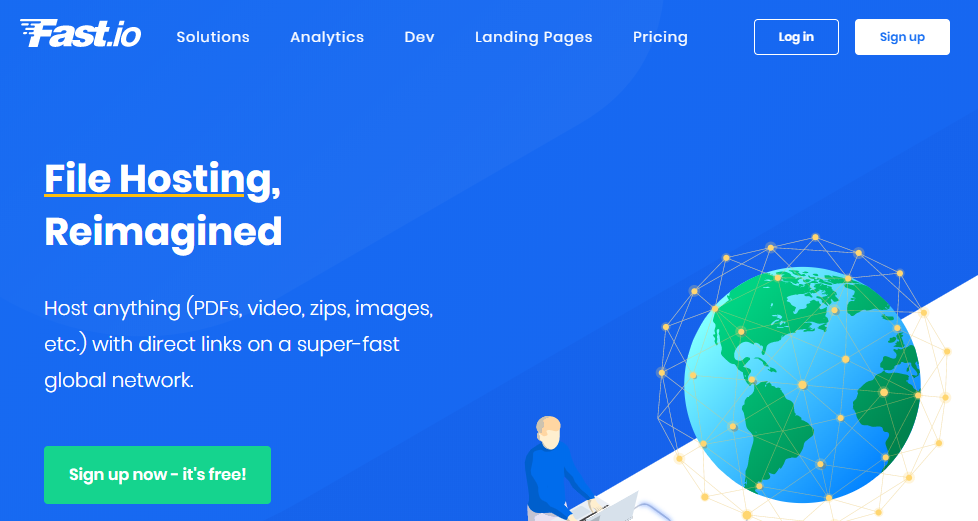 Fast.io
Solutions
Analytics
Dev
Landing Pages
Pricing
Log in
Sign up
File Hosting,
Reimagined
Host anything (PDFs, video, zips, images,
etc.) with direct links on a super-fast
global network.
Sign up now - it's free!